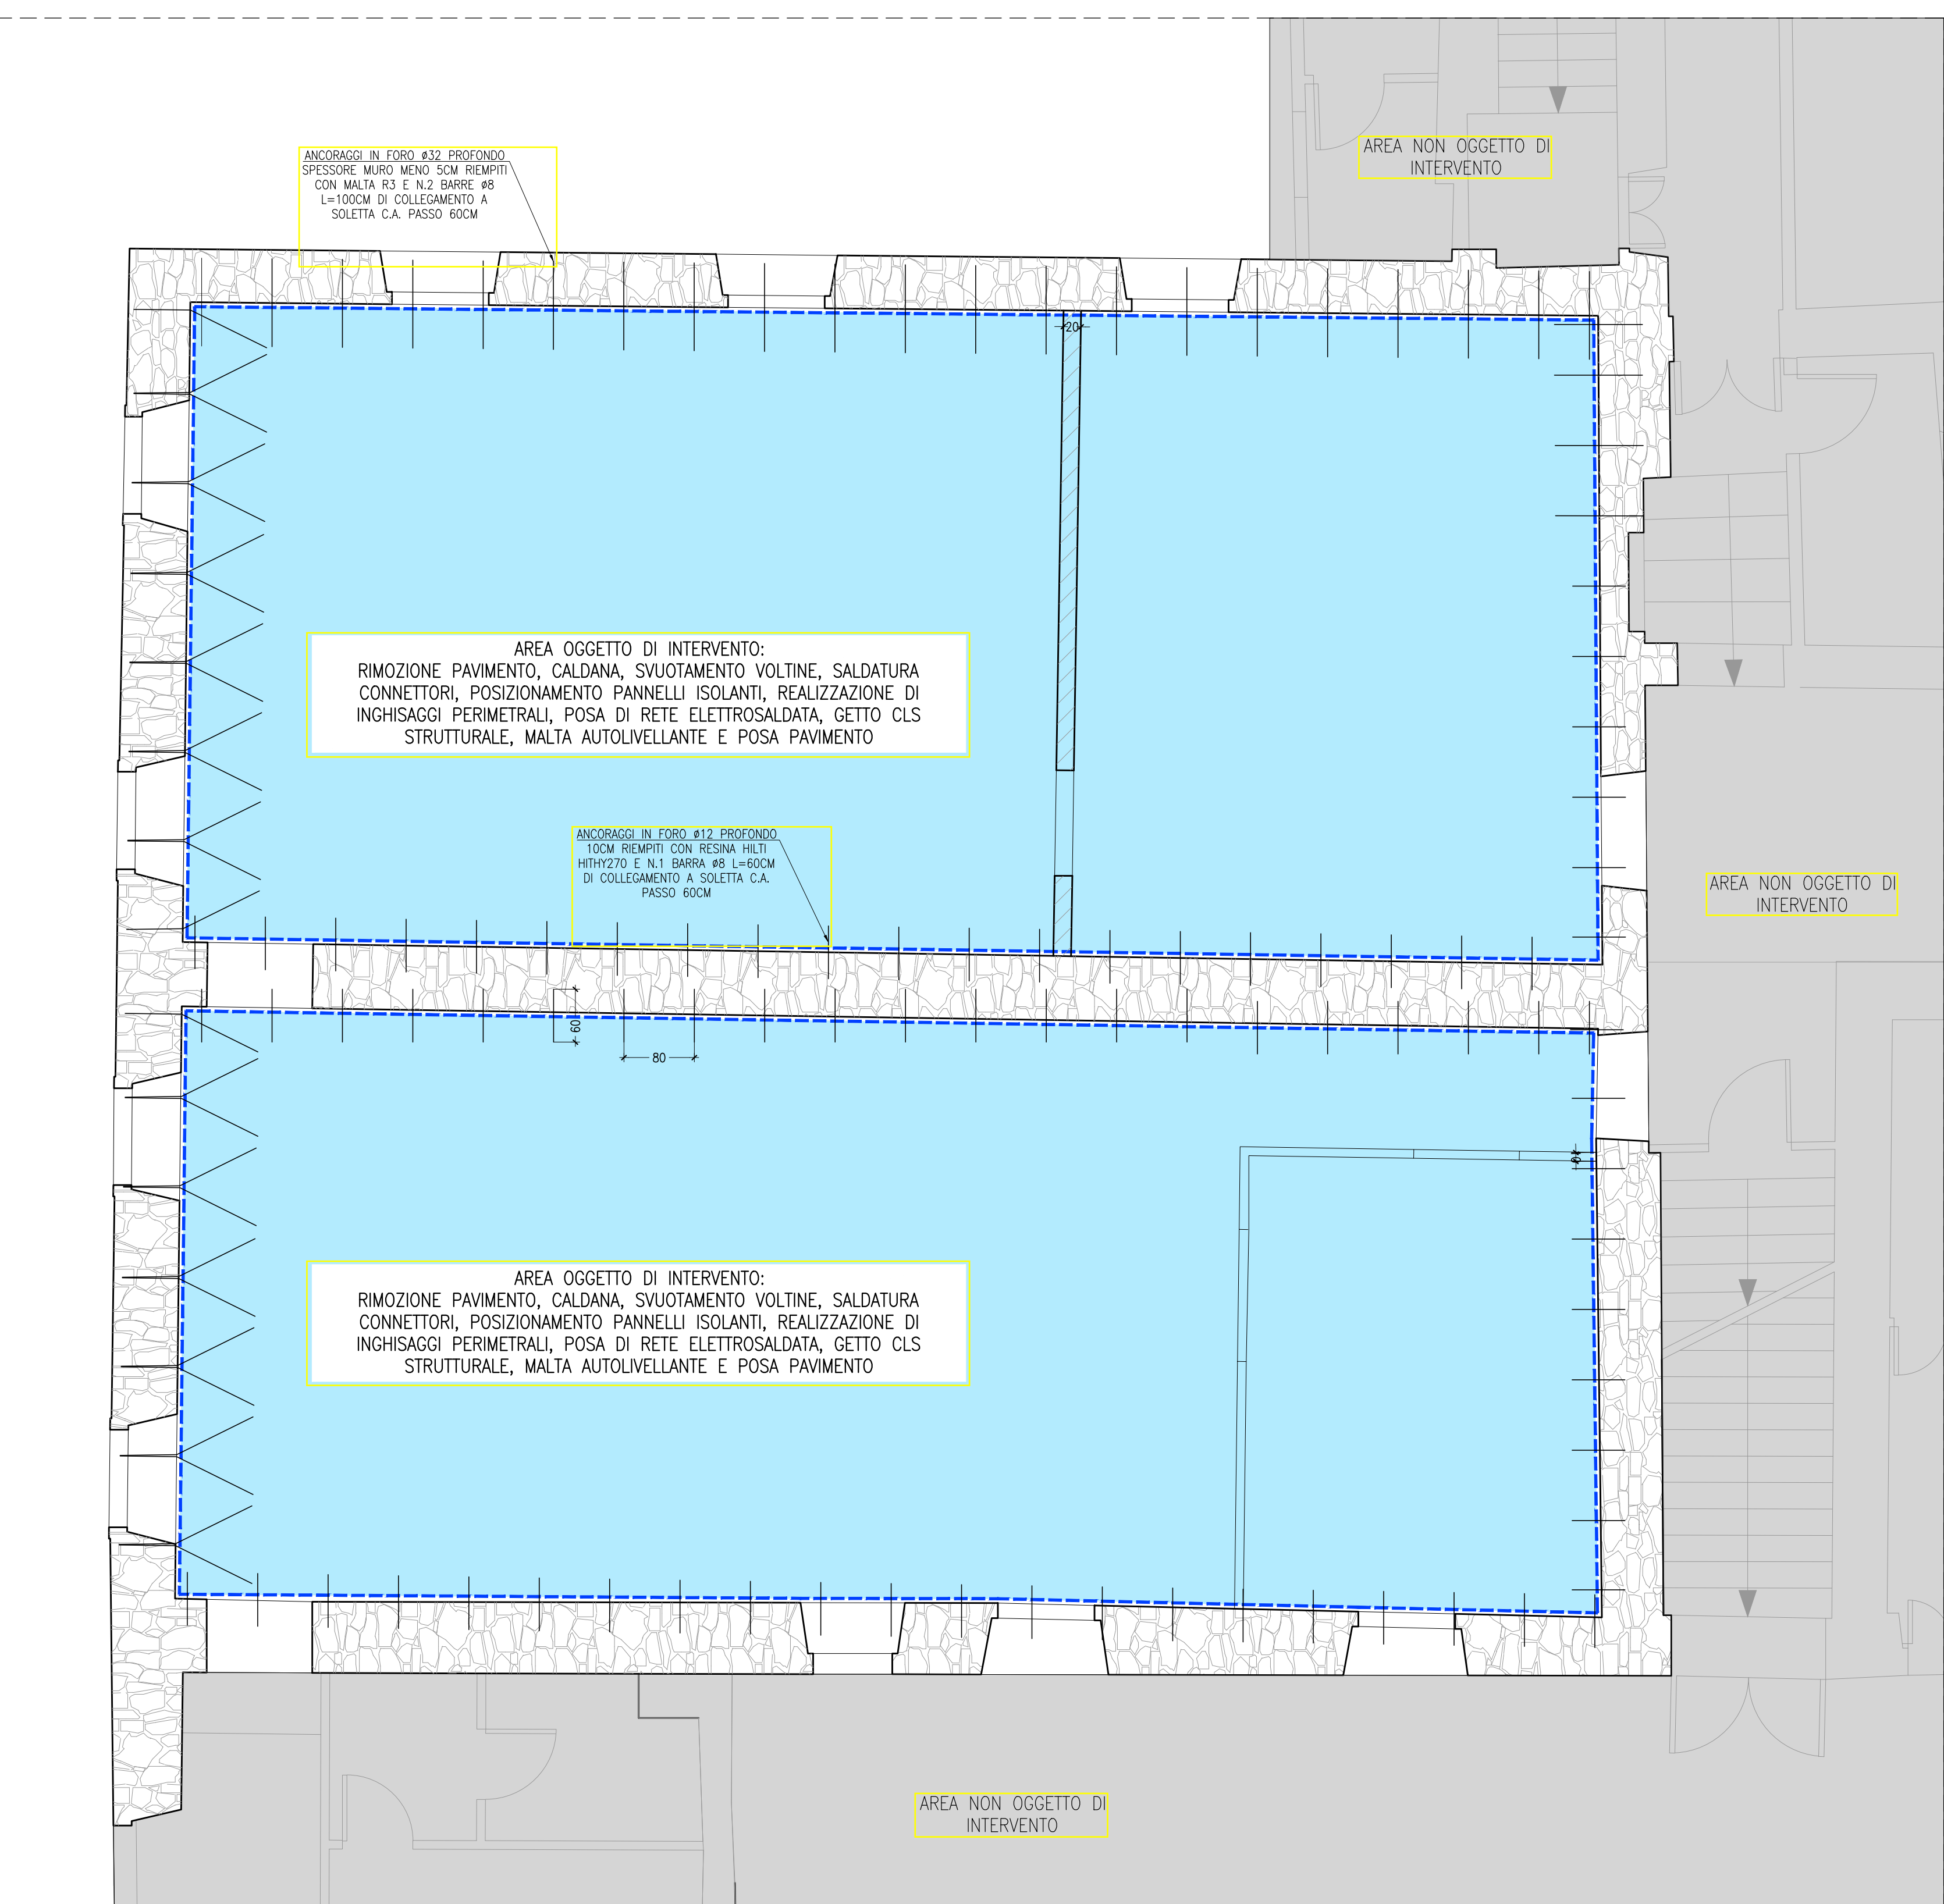 AREA NON OGGETTO DI
INTERVENTO
ANCORAGGI IN FORO ø32 PROFONDO
SPESSORE MURO MENO 5CM RIEMPITI
CON MALTA R3 E N.2 BARRE ø8
L=100CM DI COLLEGAMENTO A
SOLETTA C.A. PASSO 60CM
20
AREA OGGETTO DI INTERVENTO:
RIMOZIONE PAVIMENTO, CALDANA, SVUOTAMENTO VOLTINE, SALDATURA
CONNETTORI, POSIZIONAMENTO PANNELLI ISOLANTI, REALIZZAZIONE DI
INGHISAGGI PERIMETRALI, POSA DI RETE ELETTROSALDATA, GETTO CLS
STRUTTURALE, MALTA AUTOLIVELLANTE E POSA PAVIMENTO
ANCORAGGI IN FORO ø12 PROFONDO
10CM RIEMPITI CON RESINA HILTI
HITHY270 E N.1 BARRA ø8 L=60CM
DI COLLEGAMENTO A SOLETTA C.A.
PASSO 60CM
AREA NON OGGETTO DI
INTERVENTO
60
80
AREA OGGETTO DI INTERVENTO:
RIMOZIONE PAVIMENTO, CALDANA, SVUOTAMENTO VOLTINE, SALDATURA
CONNETTORI, POSIZIONAMENTO PANNELLI ISOLANTI, REALIZZAZIONE DI
INGHISAGGI PERIMETRALI, POSA DI RETE ELETTROSALDATA, GETTO CLS
STRUTTURALE, MALTA AUTOLIVELLANTE E POSA PAVIMENTO
AREA NON OGGETTO DI
INTERVENTO